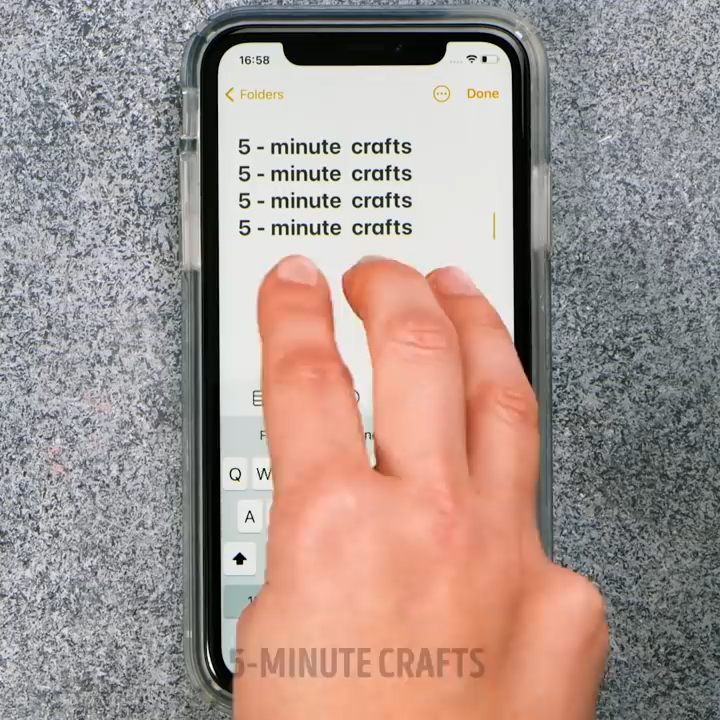 16:58
Folders
Done
5 - minute crafts
5 - minute crafts
5 - minute crafts
5 - minute crafts
Q W
A
5-MINUTE CRAFTS